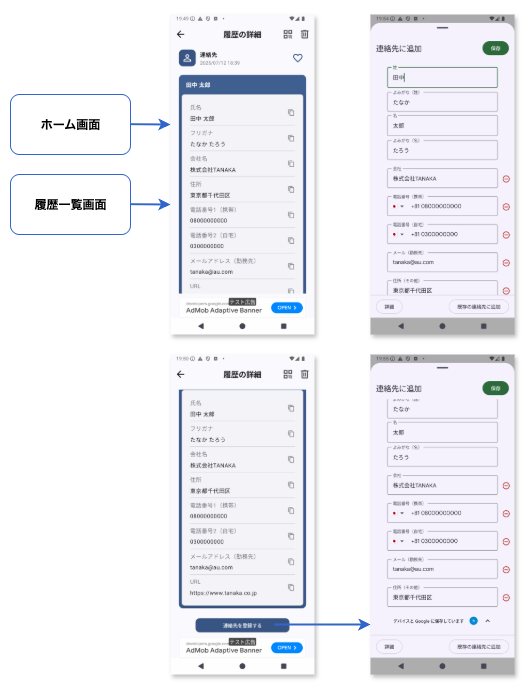 ホーム画面
履歴一覧画面
19:49
履歴の詳細
連絡先
2025/07/12 19:39
田中 太郎
氏名
田中 太郎
フリガナ
たなか たろう
会社名
株式会社TANAKA
住所
東京都千代田区
電話番号1（携帯）
08000000000
電話番号2（自宅）
0300000000
メールアドレス（勤務先）
tanaka@au.com
URL
テスト広告
AdMob Adaptive Banner
OPEN >
連絡先に追加
保存
姓
田中
よみがな（姓）
たなか
名
太郎
よみがな（名）
たろう
会社
株式会社TANAKA
電話番号（携帯）
+81 08000000000
電話番号（自宅）
+81 0300000000
メール（勤務先）
tanaka@au.com
住所（その他）
東京都千代田区
詳細
既存の連絡先に追加
19:50
履歴の詳細
氏名
田中 太郎
フリガナ
たなか たろう
会社名
株式会社TANAKA
住所
東京都千代田区
電話番号1（携帯）
08000000000
電話番号2（自宅）
0300000000
メールアドレス（勤務先）
tanaka@au.com
URL
https://www.tanaka.co.jp
連絡先を登録する
テスト広告
AdMob Adaptive Banner
OPEN >
連絡先に追加
保存
たなか
名
太郎
よみがな（名）
たろう
会社
株式会社TANAKA
電話番号（携帯）
+81 08000000000
電話番号（自宅）
+81 0300000000
メール（勤務先）
tanaka@au.com
住所（その他）
東京都千代田区
デバイスと Google に保存しています
詳細
既存の連絡先に追加